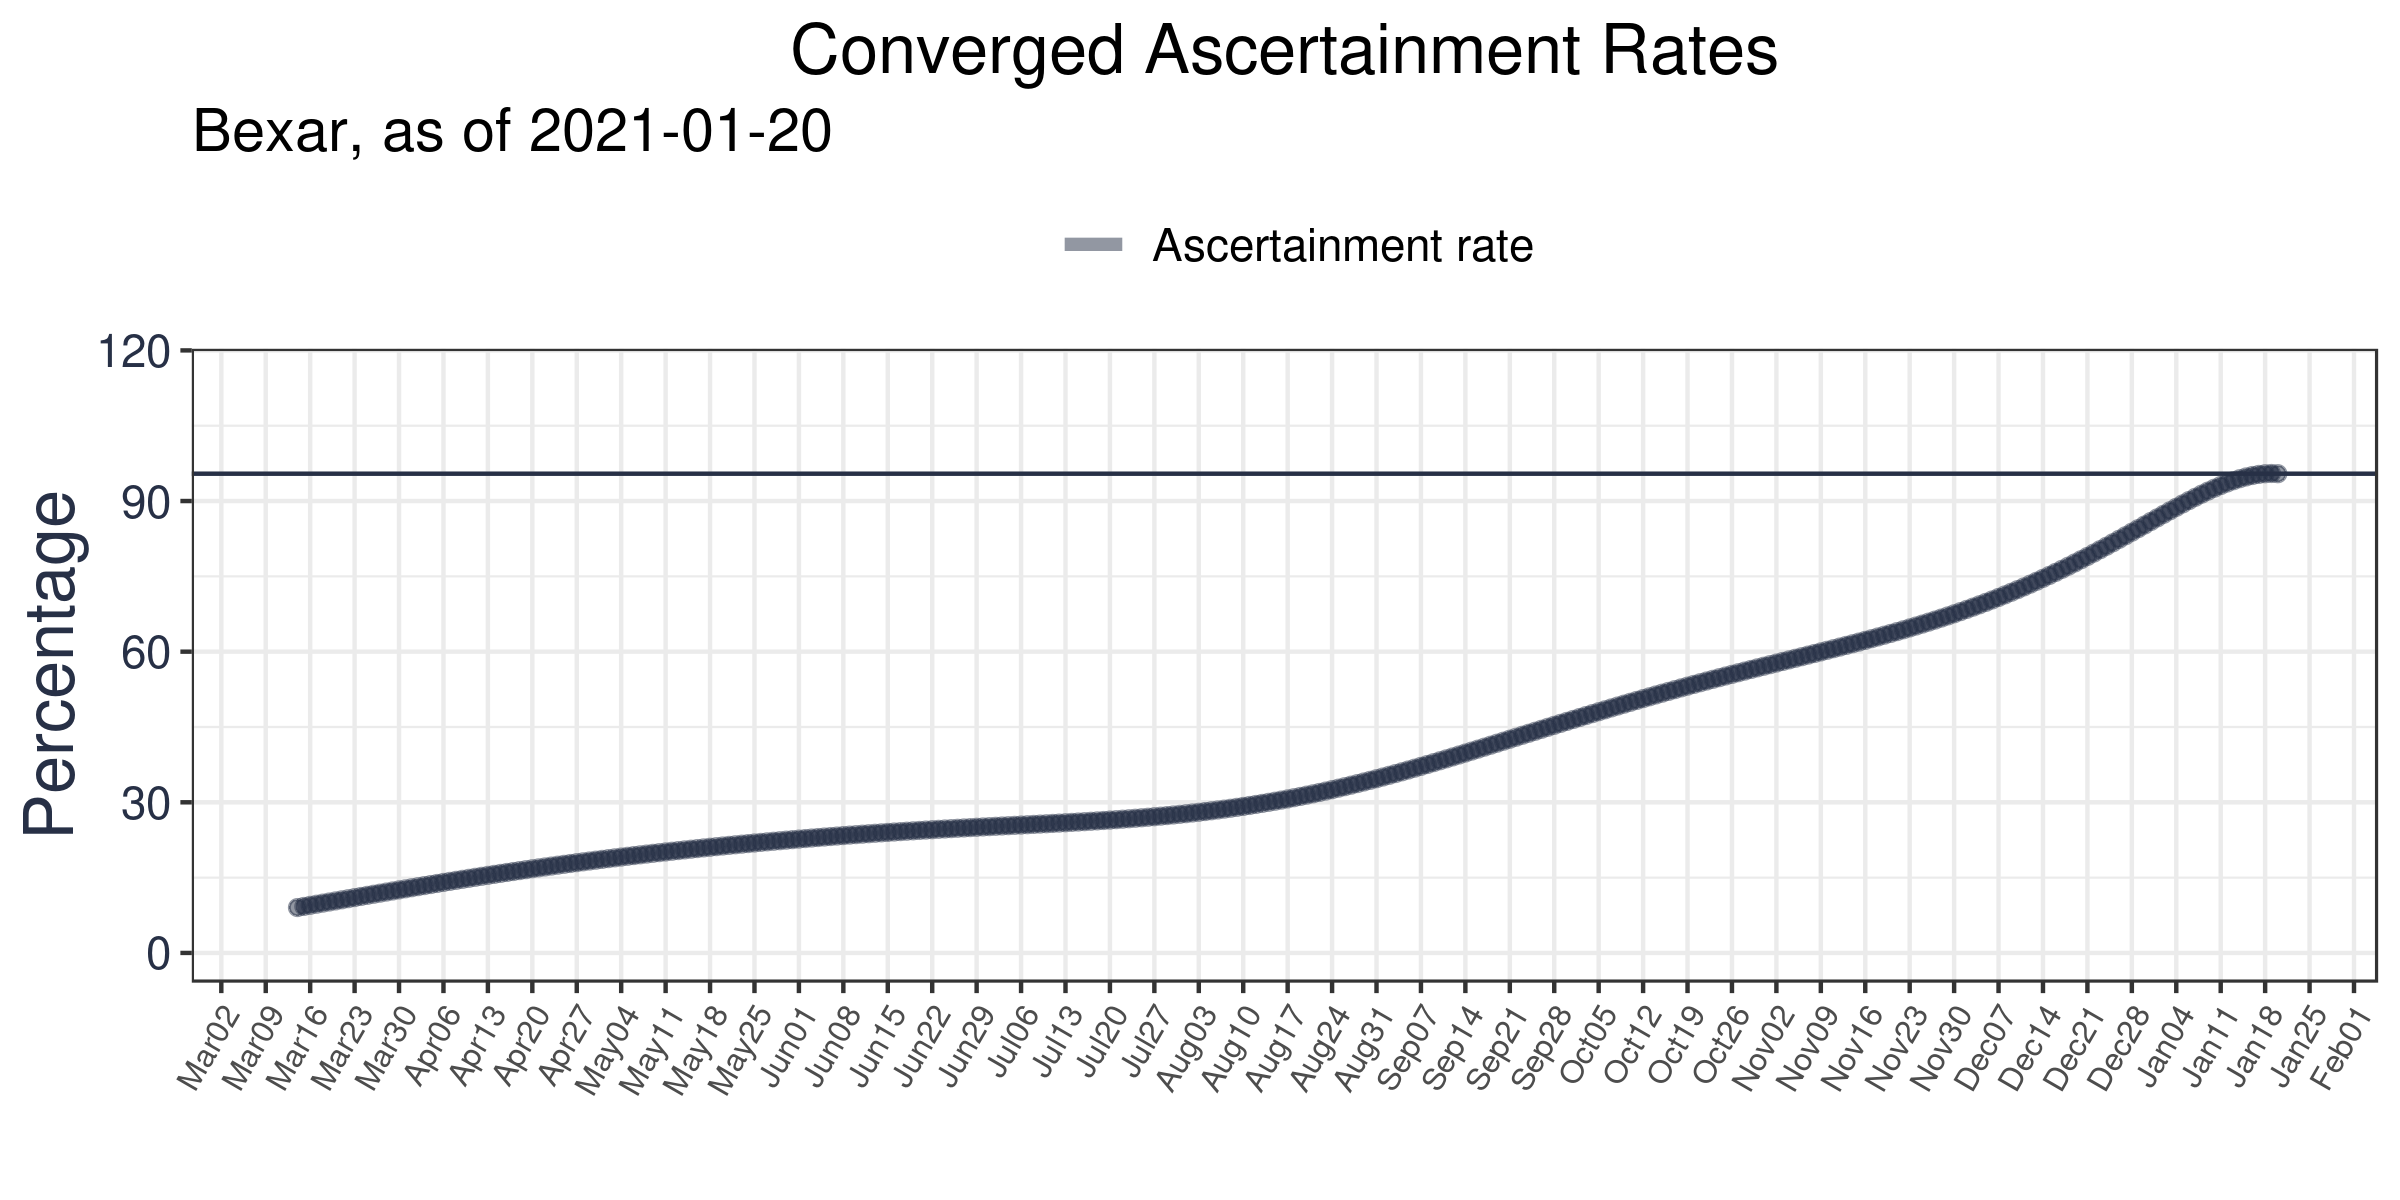 Converged Ascertainment Rates
Bexar, as of 2021-01-20
Ascertainment rate
120
90
60
30
0
Percentage
Mar02 Mar09 Mar16 Mar23 Mar30 Apr06 Apr13 Apr20 Apr27 May04 May11 May18 May25 Jun01 Jun08 Jun15 Jun22 Jun29 Jul06 Jul13 Jul20 Jul27 Aug03 Aug10 Aug17 Aug24 Aug31 Sep07 Sep14 Sep21 Sep28 Oct05 Oct12 Oct19 Oct26 Nov02 Nov09 Nov16 Nov23 Nov30 Dec07 Dec14 Dec21 Dec28 Jan04 Jan11 Jan18 Jan25 Feb01